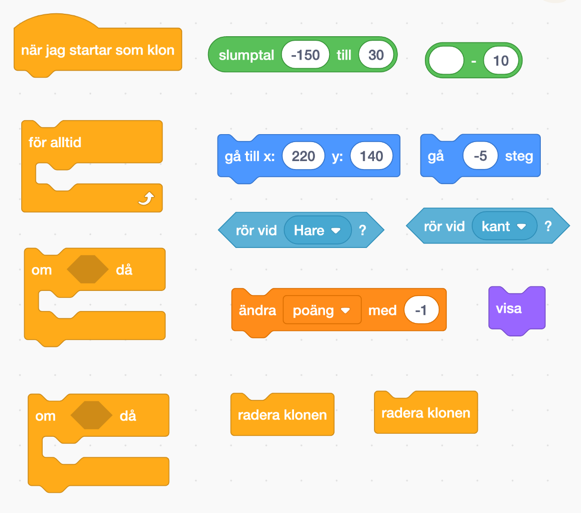 när jag startar som klon
slumptal -150 till 30
- 10
för alltid
gå till x: 220 y: 140
gå -5 steg
rör vid Hare ?
rör vid kant ?
om då
ändra poäng med -1
visa
om då
radera klonen
radera klonen